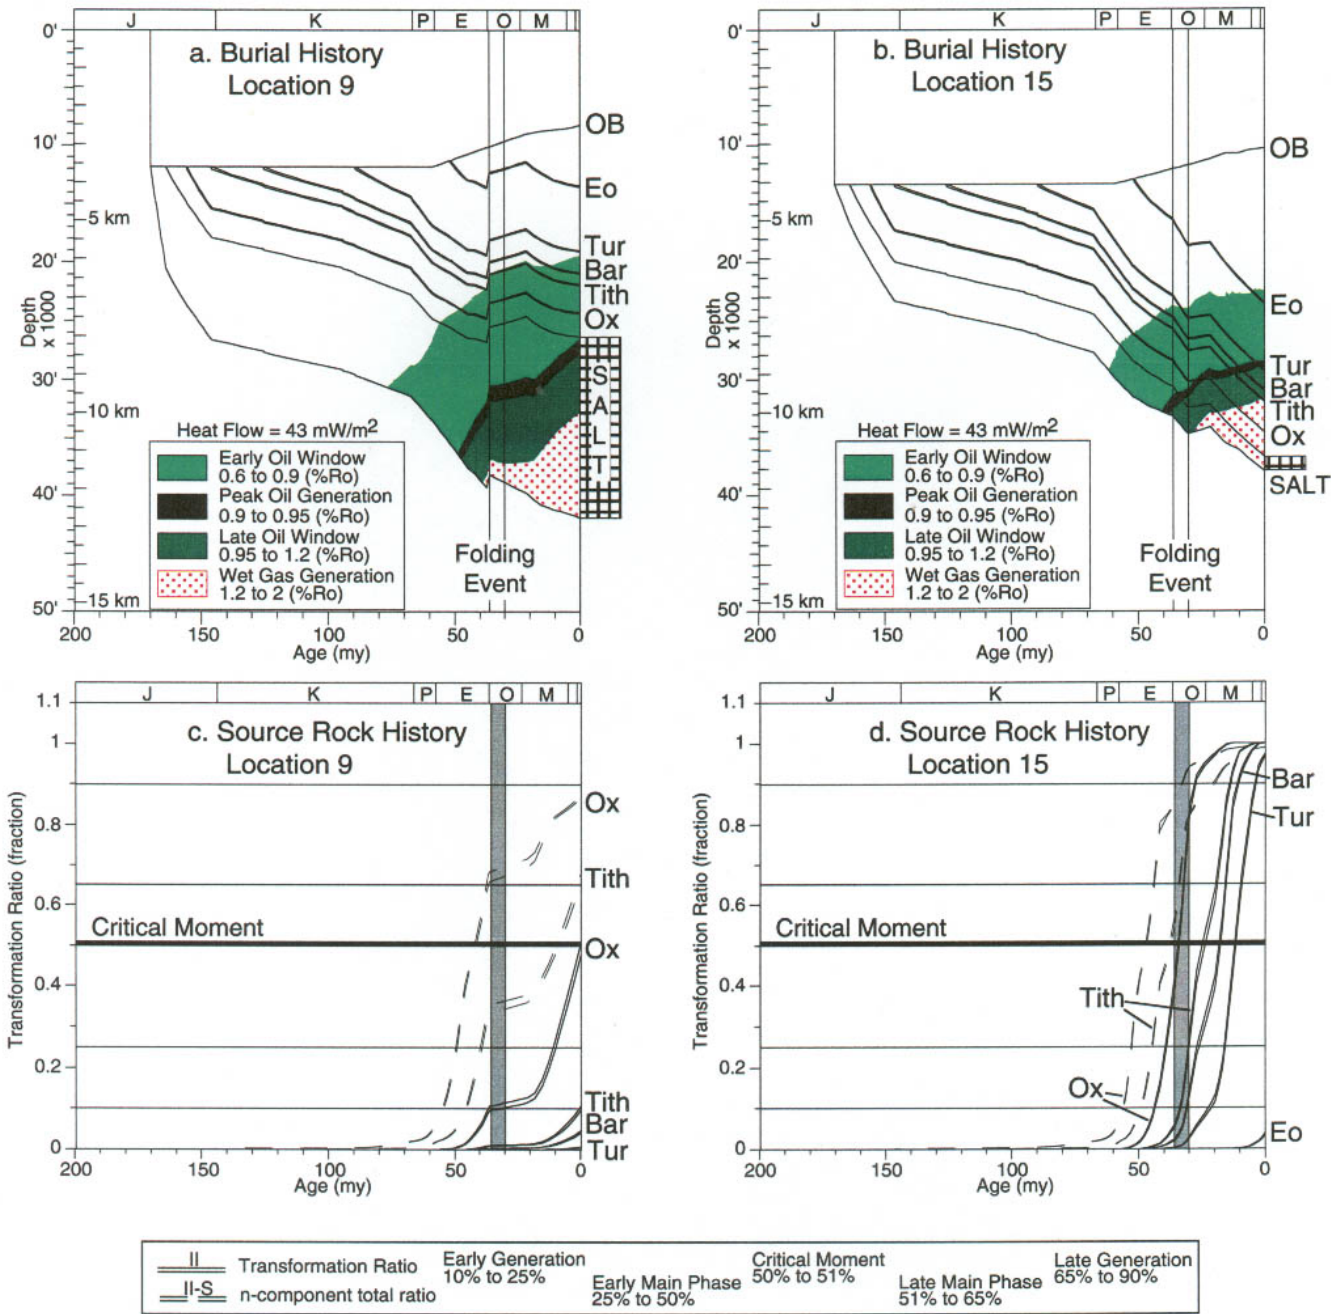 J K P E O M
a. Burial History
Location 9
0'
10'
20'
30'
40'
50'
5 km
10 km
15 km
Depth
x 1000
OB
Eo
Tur
Bar
Tith
Ox
SALT
Heat Flow = 43 mW/m2
Early Oil Window
0.6 to 0.9 (%Ro)
Peak Oil Generation
0.9 to 0.95 (%Ro)
Late Oil Window
0.95 to 1.2 (%Ro)
Wet Gas Generation
1.2 to 2 (%Ro)
Folding
Event
200 150 100 50 0
Age (my)
J K P E O M
b. Burial History
Location 15
0'
10'
20'
30'
40'
50'
5 km
10 km
15 km
Depth
x 1000
OB
Eo
Tur
Bar
Tith
Ox
SALT
Heat Flow = 43 mW/m2
Early Oil Window
0.6 to 0.9 (%Ro)
Peak Oil Generation
0.9 to 0.95 (%Ro)
Late Oil Window
0.95 to 1.2 (%Ro)
Wet Gas Generation
1.2 to 2 (%Ro)
Folding
Event
200 150 100 50 0
Age (my)
J K P E O M
c. Source Rock History
Location 9
1.1
1
0.8
0.6
0.4
0.2
0
Transformation Ratio (fraction)
Critical Moment
Ox
Tith
Ox
Tith
Bar
Tur
200 150 100 50 0
Age (my)
J K P E O M
d. Source Rock History
Location 15
1.1
1
0.8
0.6
0.4
0.2
0
Transformation Ratio (fraction)
Critical Moment
Bar
Tur
Tith
Ox
Eo
200 150 100 50 0
Age (my)
II Transformation Ratio
II-S n-component total ratio
Early Generation
10% to 25%
Early Main Phase
25% to 50%
Critical Moment
50% to 51%
Late Main Phase
51% to 65%
Late Generation
65% to 90%